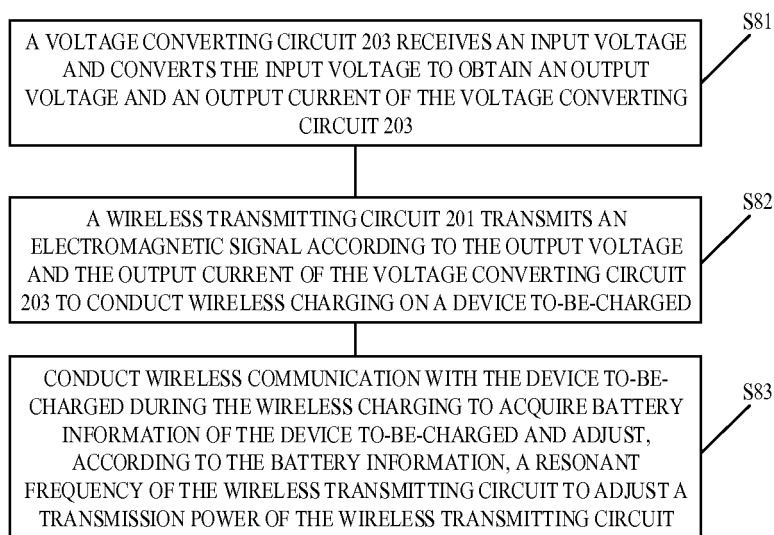 S81
A VOLTAGE CONVERTING CIRCUIT 203 RECEIVES AN INPUT VOLTAGE
AND CONVERTS THE INPUT VOLTAGE TO OBTAIN AN OUTPUT
VOLTAGE AND AN OUTPUT CURRENT OF THE VOLTAGE CONVERTING
CIRCUIT 203
S82
A WIRELESS TRANSMITTING CIRCUIT 201 TRANSMITS AN
ELECTROMAGNETIC SIGNAL ACCORDING TO THE OUTPUT VOLTAGE
AND THE OUTPUT CURRENT OF THE VOLTAGE CONVERTING CIRCUIT
203 TO CONDUCT WIRELESS CHARGING ON A DEVICE TO-BE-CHARGED
S83
CONDUCT WIRELESS COMMUNICATION WITH THE DEVICE TO-BE-
CHARGED DURING THE WIRELESS CHARGING TO ACQUIRE BATTERY
INFORMATION OF THE DEVICE TO-BE-CHARGED AND ADJUST,
ACCORDING TO THE BATTERY INFORMATION, A RESONANT
FREQUENCY OF THE WIRELESS TRANSMITTING CIRCUIT TO ADJUST A
TRANSMISSION POWER OF THE WIRELESS TRANSMITTING CIRCUIT